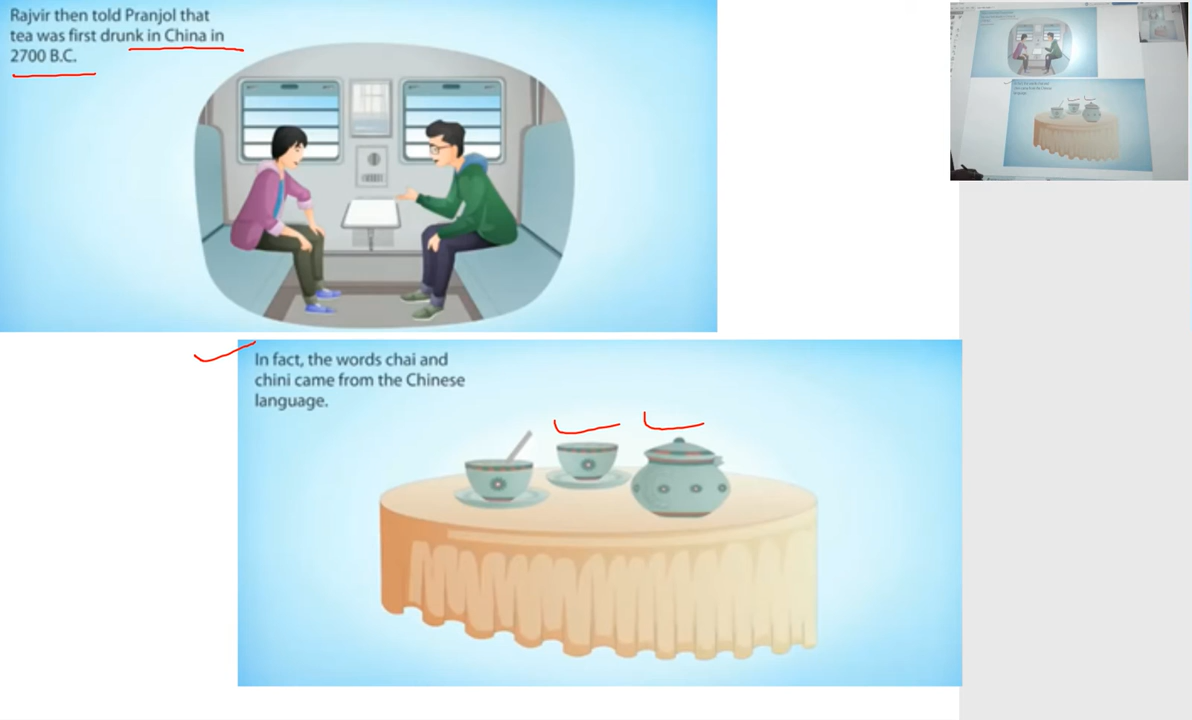 Rajvir then told Pranjol that
tea was first drunk in China in
2700 B.C.
In fact, the words chai and
chini came from the Chinese
language.